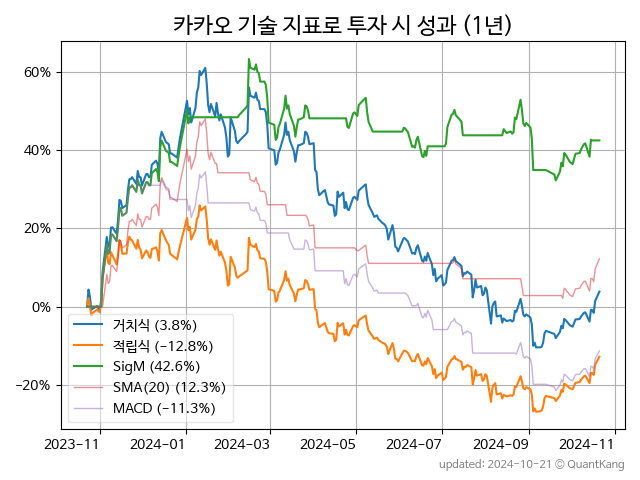 카카오 기술 지표로 투자 시 성과 (1년)
60%
40%
20%
0%
−20%
거치식 (3.8%)
적립식 (−12.8%)
SigM (42.6%)
SMA(20) (12.3%)
MACD (−11.3%)
2023-11
2024-01
2024-03
2024-05
2024-07
2024-09
2024-11
updated: 2024-10-21 © QuantKang